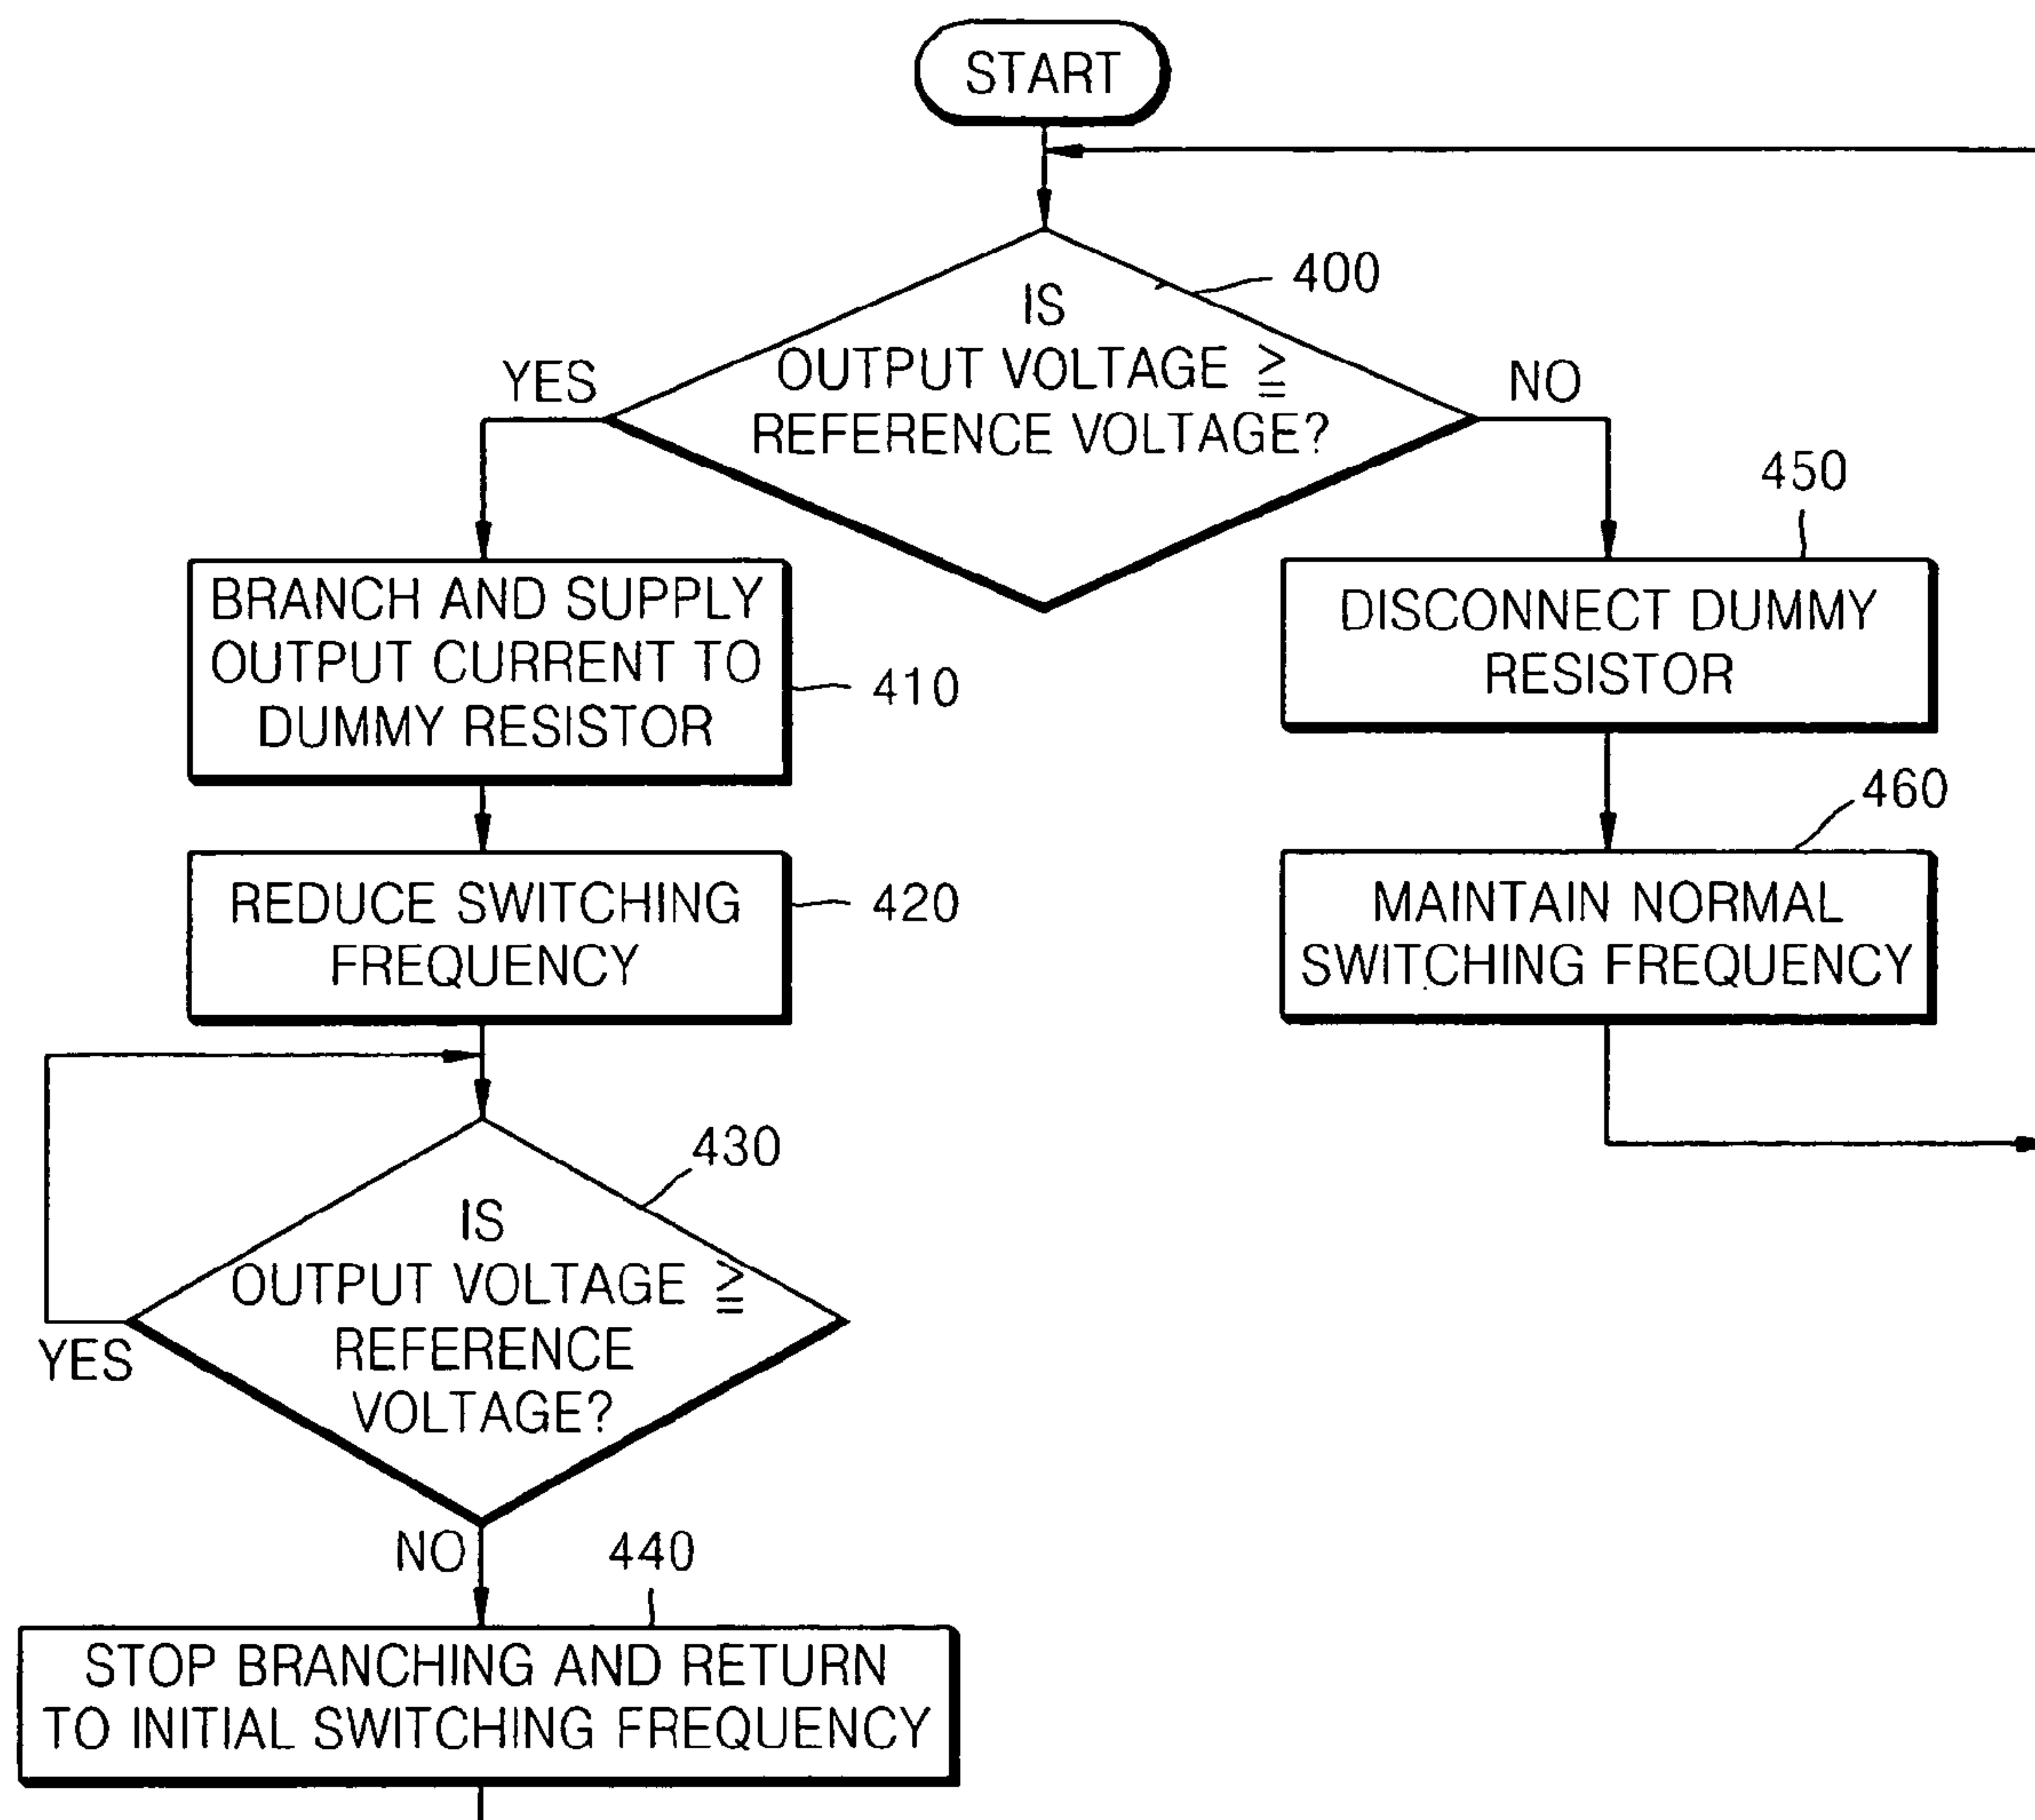 START
400
IS
OUTPUT VOLTAGE ≧
REFERENCE VOLTAGE?
YES
NO
BRANCH AND SUPPLY
OUTPUT CURRENT TO
DUMMY RESISTOR
410
450
DISCONNECT DUMMY
RESISTOR
REDUCE SWITCHING
FREQUENCY
420
460
MAINTAIN NORMAL
SWITCHING FREQUENCY
430
IS
OUTPUT VOLTAGE ≧
REFERENCE
VOLTAGE?
YES
NO
440
STOP BRANCHING AND RETURN
TO INITIAL SWITCHING FREQUENCY